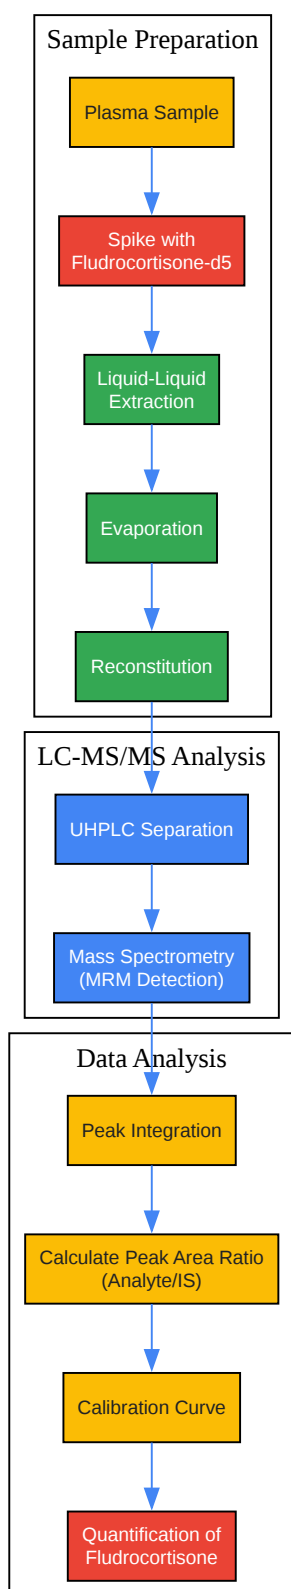 Sample Preparation
Plasma Sample
Spike with
Fludrocortisone-d5
Liquid-Liquid
Extraction
Evaporation
Reconstitution
LC-MS/MS Analysis
UHPLC Separation
Mass Spectrometry
(MRM Detection)
Data Analysis
Peak Integration
Calculate Peak Area Ratio
(Analyte/IS)
Calibration Curve
Quantification of
Fludrocortisone